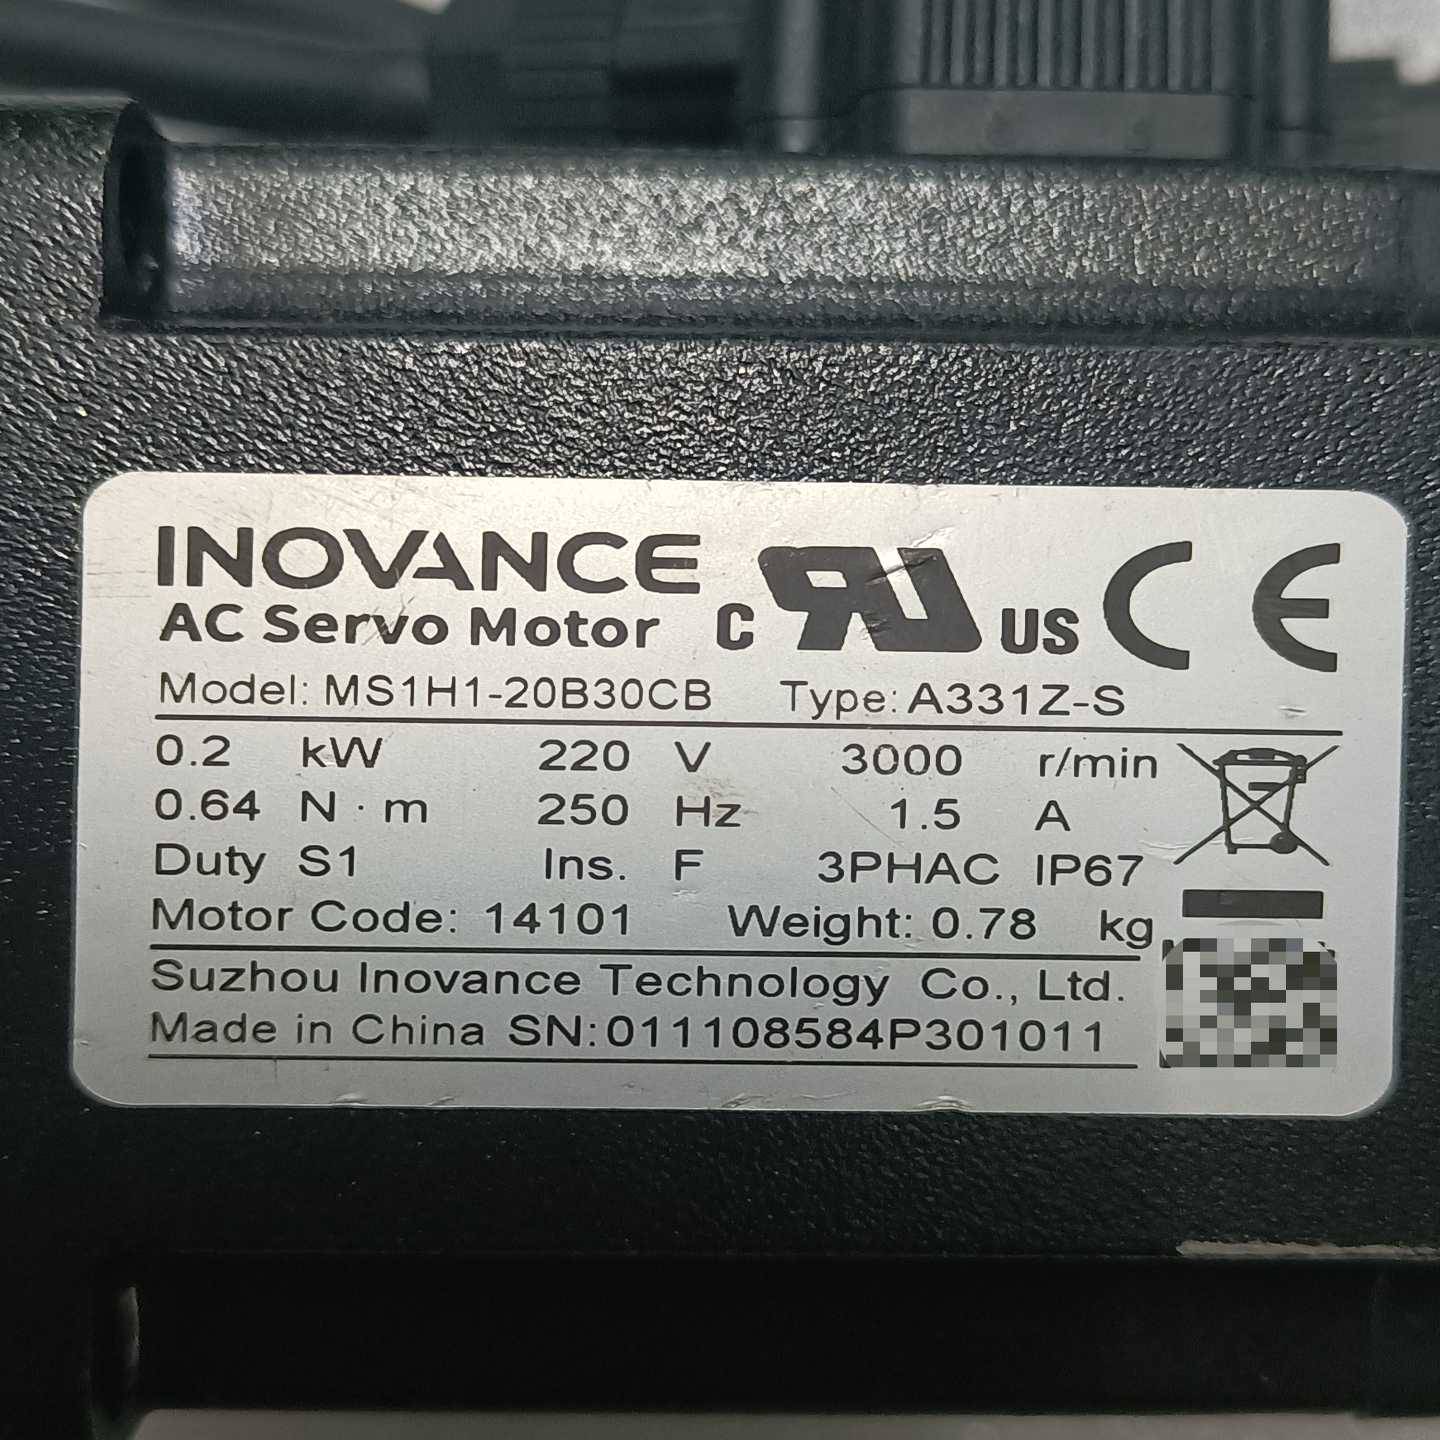 INOVANCE
AC Servo Motor
C RU US CE
Model: MS1H1-20B30CB Type: A331Z-S
0.2 kW 220 V 3000 r/min
0.64 N·m 250 Hz 1.5 A
Duty S1 Ins. F 3PHAC IP67
Motor Code: 14101 Weight: 0.78 kg
Suzhou Inovance Technology Co., Ltd.
Made in China SN:011108584P301011